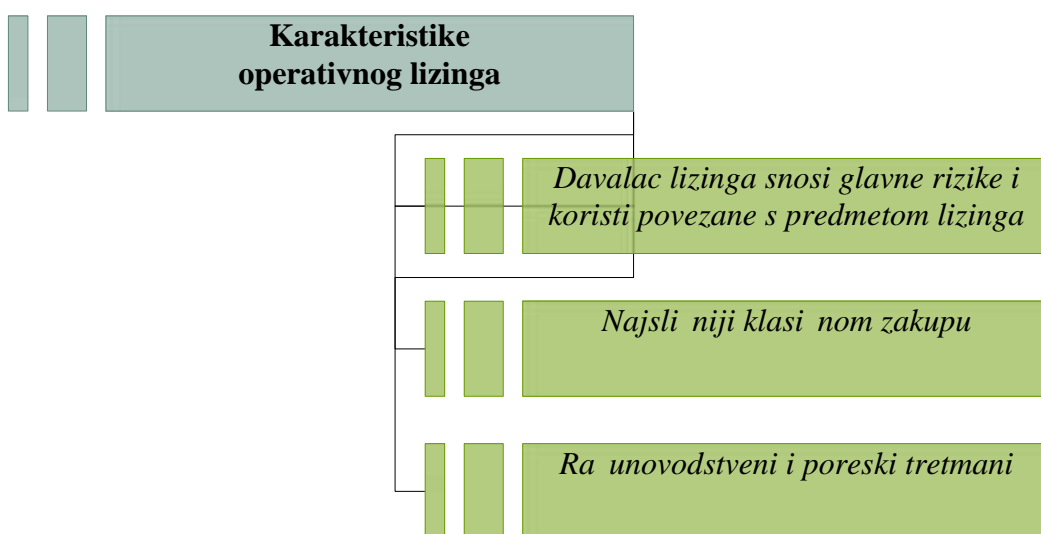 Karakteristike
operativnog lizinga
Davalac lizinga snosi glavne rizike i
koristi povezane s predmetom lizinga
Najsli niji klasi nom zakupu
Ra unovodstveni i poreski tretmani